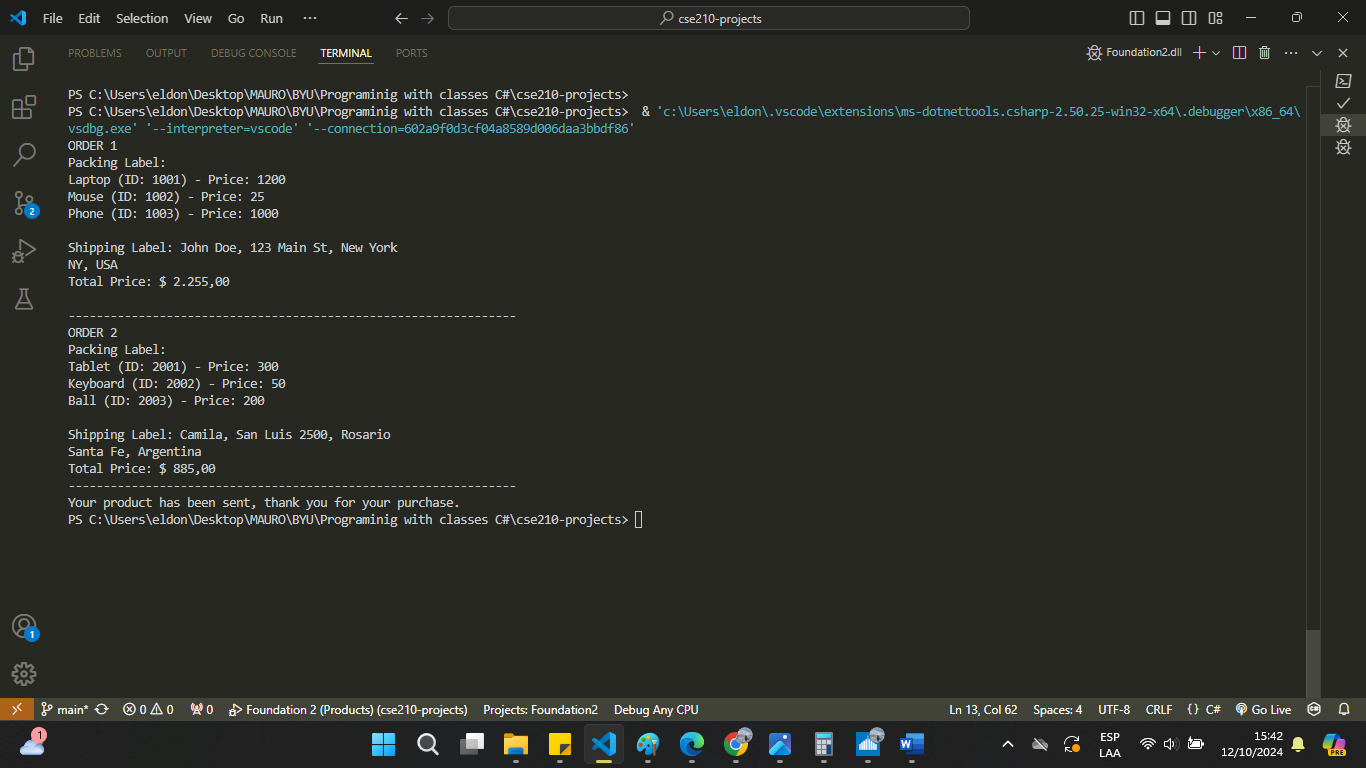 File Edit Selection View Go Run ··· cse210-projects
PROBLEMS OUTPUT DEBUG CONSOLE TERMINAL PORTS Foundation2.dll
PS C:\Users\eldon\Desktop\MAURO\BYU\Programinig with classes C#\cse210-projects>
PS C:\Users\eldon\Desktop\MAURO\BYU\Programinig with classes C#\cse210-projects> & 'c:\Users\eldon\.vscode\extensions\ms-dotnettools.csharp-2.50.25-win32-x64\.debugger\x86_64\
vsdbg.exe' '--interpreter=vscode' '--connection=602a9f0d3cf04a8589d006daa3bbdf86'
ORDER 1
Packing Label:
Laptop (ID: 1001) - Price: 1200
Mouse (ID: 1002) - Price: 25
Phone (ID: 1003) - Price: 1000
Shipping Label: John Doe, 123 Main St, New York
NY, USA
Total Price: $ 2.255,00
----------------------------------------------------------------
ORDER 2
Packing Label:
Tablet (ID: 2001) - Price: 300
Keyboard (ID: 2002) - Price: 50
Ball (ID: 2003) - Price: 200
Shipping Label: Camila, San Luis 2500, Rosario
Santa Fe, Argentina
Total Price: $ 885,00
----------------------------------------------------------------
Your product has been sent, thank you for your purchase.
PS C:\Users\eldon\Desktop\MAURO\BYU\Programinig with classes C#\cse210-projects>
2
1
main* 0 0 0 Foundation 2 (Products) (cse210-projects) Projects: Foundation2 Debug Any CPU Ln 13, Col 62 Spaces: 4 UTF-8 CRLF {} C# Go Live
1 ESP 15:42
LAA 12/10/2024 PRE